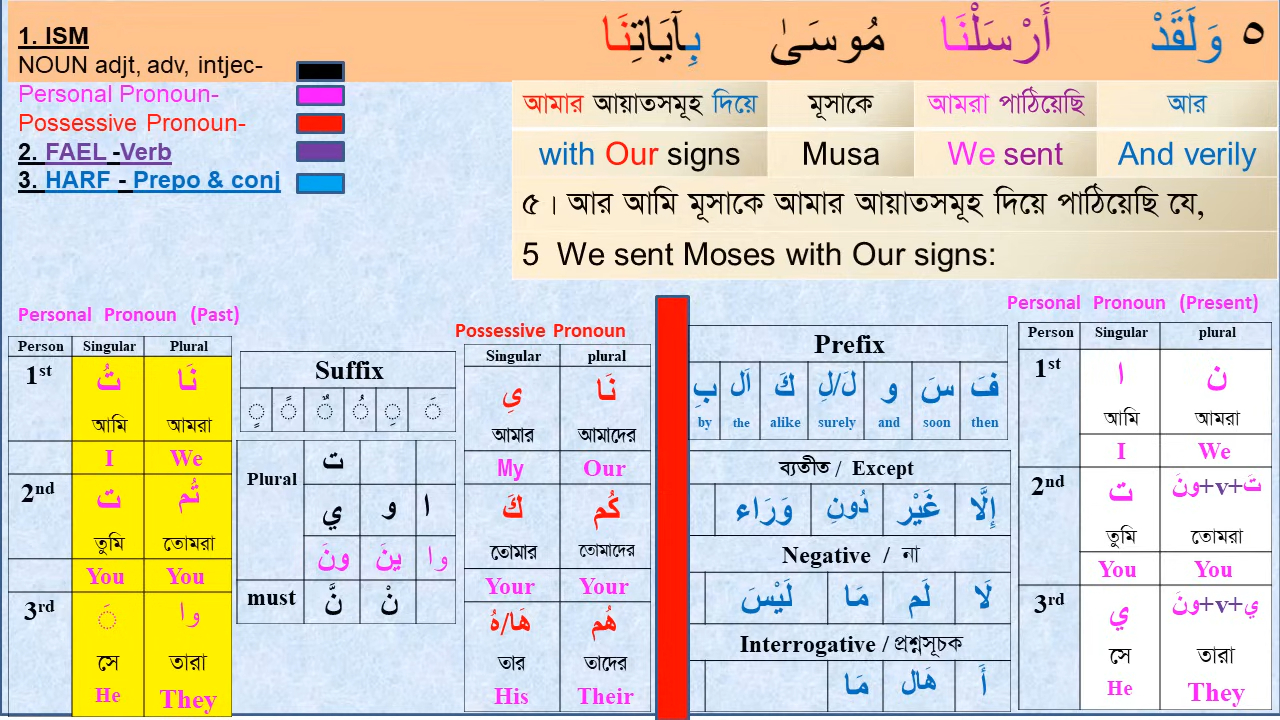 1. ISM
NOUN adjt, adv, intjec-
Personal Pronoun-
Possessive Pronoun-
2. FAEL -Verb
3. HARF - Prepo & conj
٥ وَلَقَدْ أَرْسَلْنَا مُوسَىٰ بِآيَاتِنَا
আমার আয়াতসমূহ দিয়ে মূসাকে আমরা পাঠিয়েছি আর
with Our signs Musa We sent And verily
৫। আর আমি মূসাকে আমার আয়াতসমূহ দিয়ে পাঠিয়েছি যে,
5 We sent Moses with Our signs:
Personal Pronoun (Past)
Person Singular Plural
1st تُ نَا
আমি আমরা
I We
2nd ت تُم
তুমি তোমরা
You You
3rd َ وا
সে তারা
He They
Suffix
ٍ ً ٌ ُ ِ َ
Plural ت
ي و ا
ونَ ينَ وا
must نَّ نْ
Possessive Pronoun
Singular plural
يِ نَا
আমার আমাদের
My Our
كَ كُم
তোমার তোমাদের
Your Your
هَا/هُ هُم
তার তাদের
His Their
Prefix
بِ اَل كَ لَ/لِ و سَ فَ
by the alike surely and soon then
ব্যতীত / Except
وَرَاء دُونِ غَيْر إِلَّا
Negative / না
لَيْسَ مَا لَم لَا
Interrogative / প্রশ্নসূচক
مَا هَال أَ
Personal Pronoun (Present)
Person Singular plural
1st ا ن
আমি আমরা
I We
2nd ت تَ+v+ونَ
তুমি তোমরা
You You
3rd ي ي+v+ونَ
সে তারা
He They